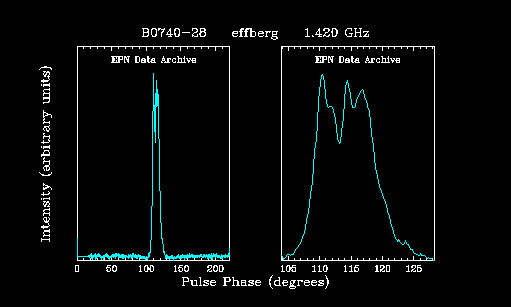 B0740-28 effberg 1.420 GHz
EPN Data Archive EPN Data Archive
Intensity (arbitrary units)
0 50 100 150 200 105 110 115 120 125
Pulse Phase (degrees)